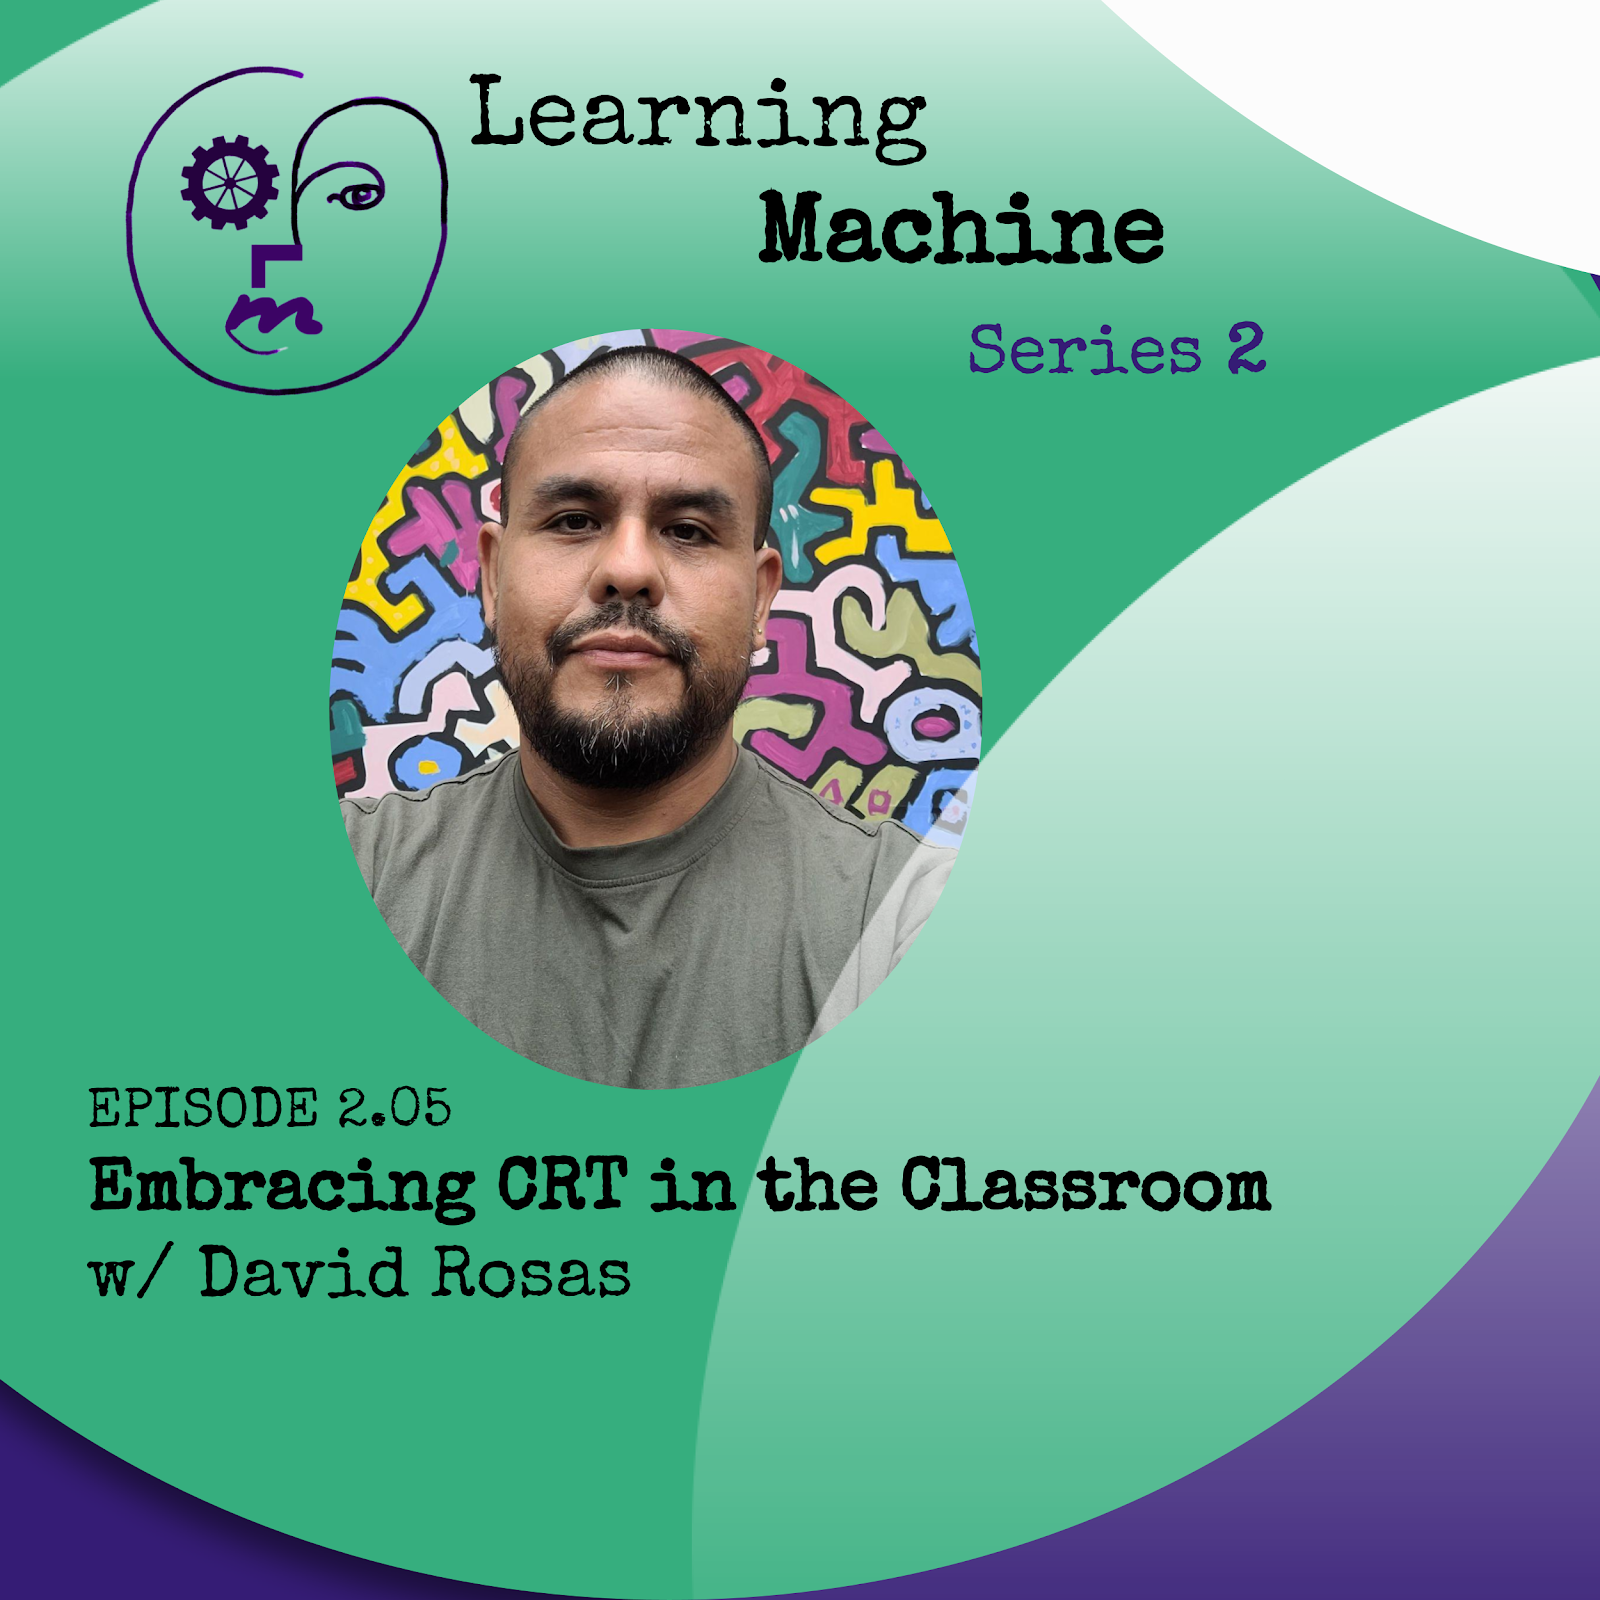 Learning
Machine
Series 2
m
EPISODE 2.05
Embracing CRT in the Classroom
w/ David Rosas